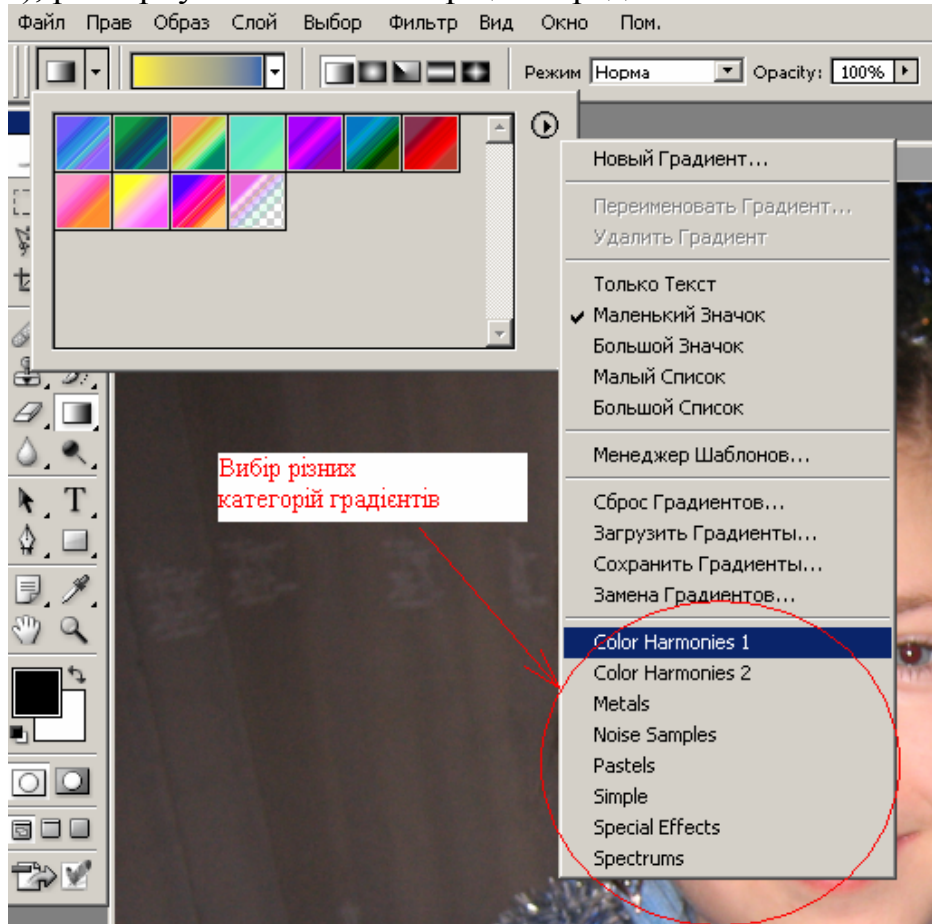 Файл Прав Образ Слой Выбор Фильтр Вид Окно Пом.
Режим Норма Opacity: 100%
Новый Градиент...
Переименовать Градиент...
Удалить Градиент
Только Текст
Маленький Значок
Большой Значок
Малый Список
Большой Список
Менеджер Шаблонов...
Сброс Градиентов...
Загрузить Градиенты...
Сохранить Градиенты...
Замена Градиентов...
Color Harmonies 1
Color Harmonies 2
Metals
Noise Samples
Pastels
Simple
Special Effects
Spectrums
Вибір різних
категорій градієнтів
T